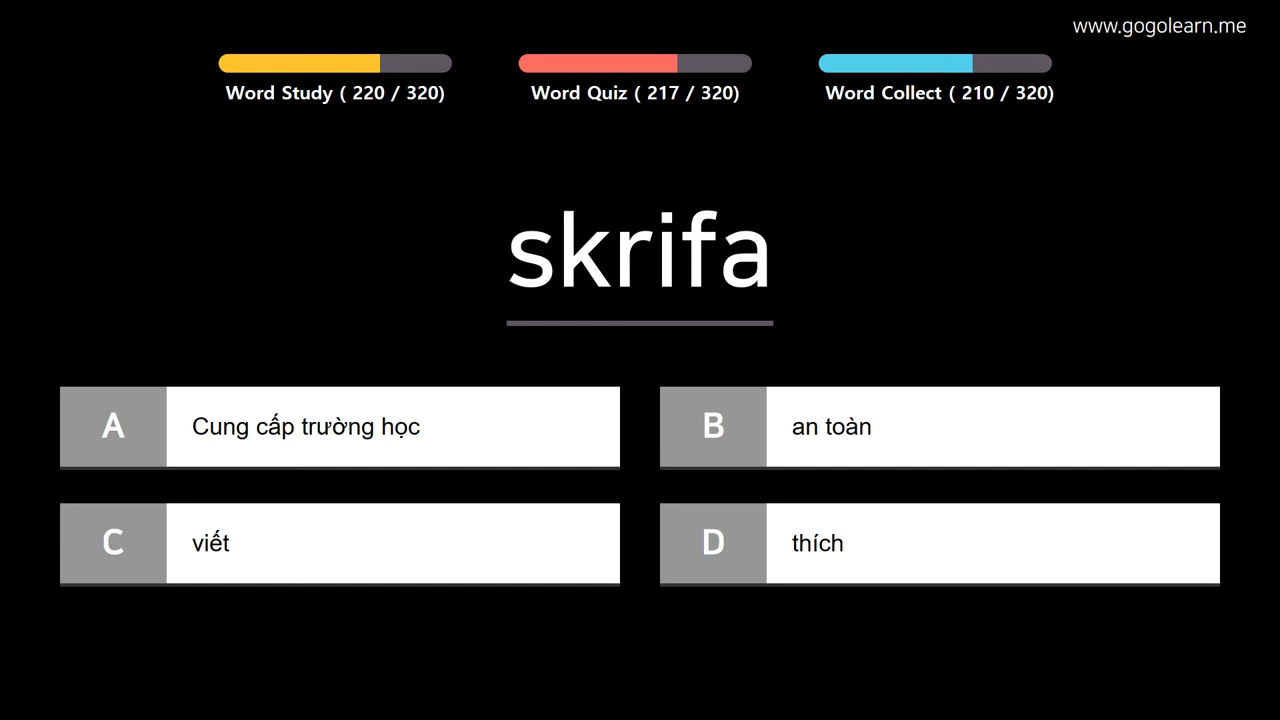 www.gogolearn.me
Word Study ( 220 / 320)
Word Quiz ( 217 / 320)
Word Collect ( 210 / 320)
skrifa
A Cung cấp trường học
B an toàn
C viết
D thích